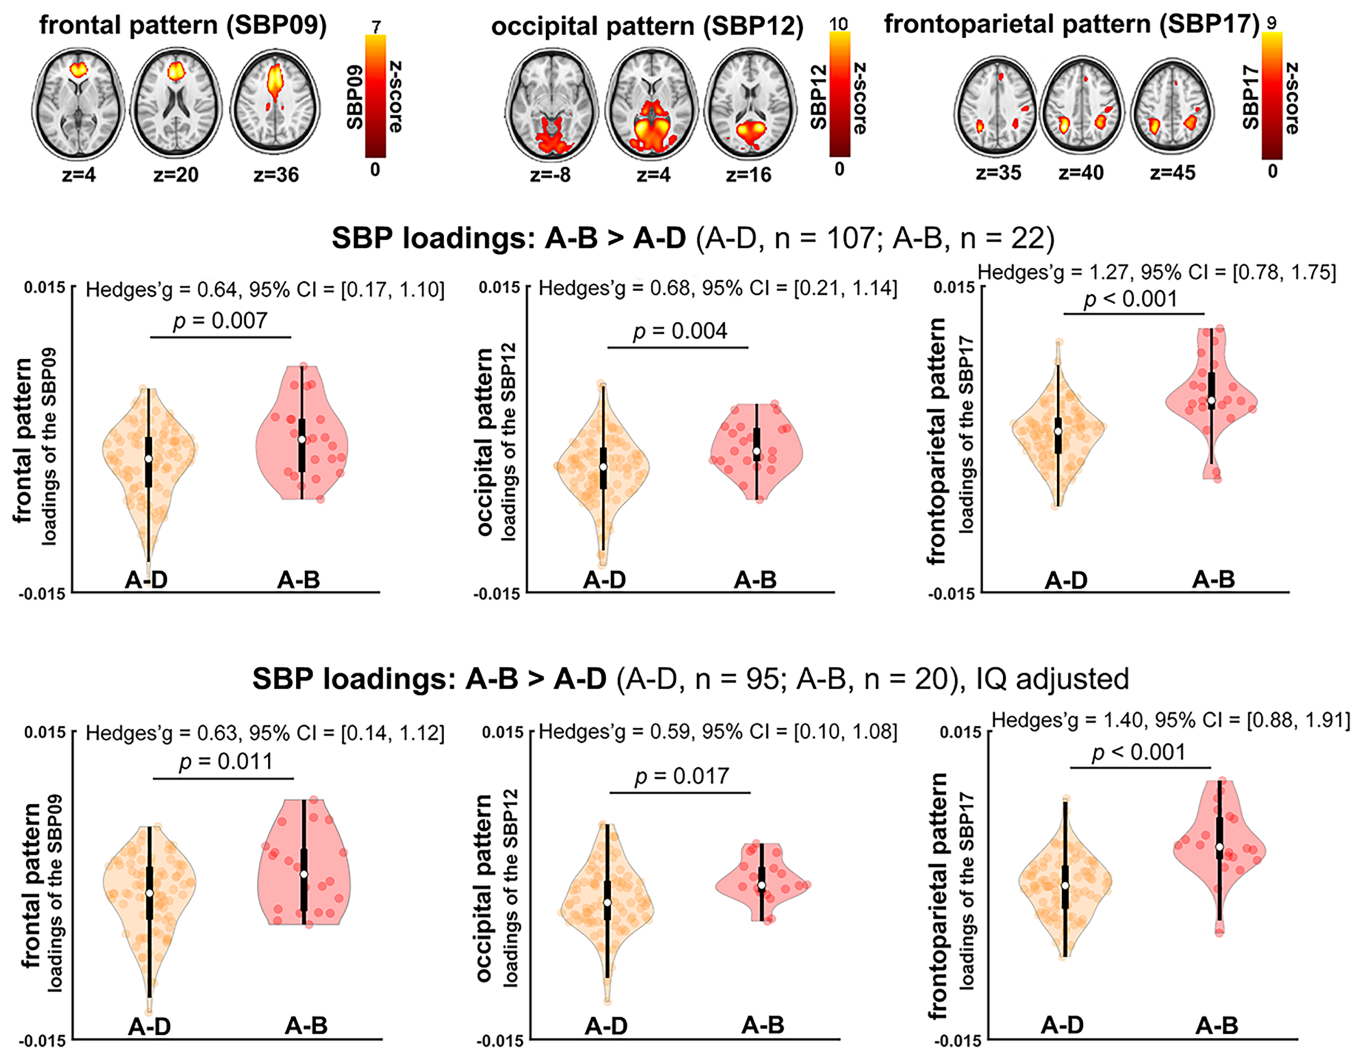 frontal pattern (SBP09)
7
SBP09
z-score
0
z=4
z=20
z=36
occipital pattern (SBP12)
10
SBP12
z-score
0
z=-8
z=4
z=16
frontoparietal pattern (SBP17)
9
SBP17
z-score
0
z=35
z=40
z=45
SBP loadings: A-B > A-D (A-D, n = 107; A-B, n = 22)
0.015
Hedges'g = 0.64, 95% CI = [0.17, 1.10]
p = 0.007
frontal pattern
loadings of the SBP09
A-D
A-B
-0.015
0.015
Hedges'g = 0.68, 95% CI = [0.21, 1.14]
p = 0.004
occipital pattern
loadings of the SBP12
A-D
A-B
-0.015
Hedges'g = 1.27, 95% CI = [0.78, 1.75]
0.015
p < 0.001
frontoparietal pattern
loadings of the SBP17
A-D
A-B
-0.015
SBP loadings: A-B > A-D (A-D, n = 95; A-B, n = 20), IQ adjusted
0.015
Hedges'g = 0.63, 95% CI = [0.14, 1.12]
p = 0.011
frontal pattern
loadings of the SBP09
A-D
A-B
-0.015
0.015
Hedges'g = 0.59, 95% CI = [0.10, 1.08]
p = 0.017
occipital pattern
loadings of the SBP12
A-D
A-B
-0.015
Hedges'g = 1.40, 95% CI = [0.88, 1.91]
0.015
p < 0.001
frontoparietal pattern
loadings of the SBP17
A-D
A-B
-0.015